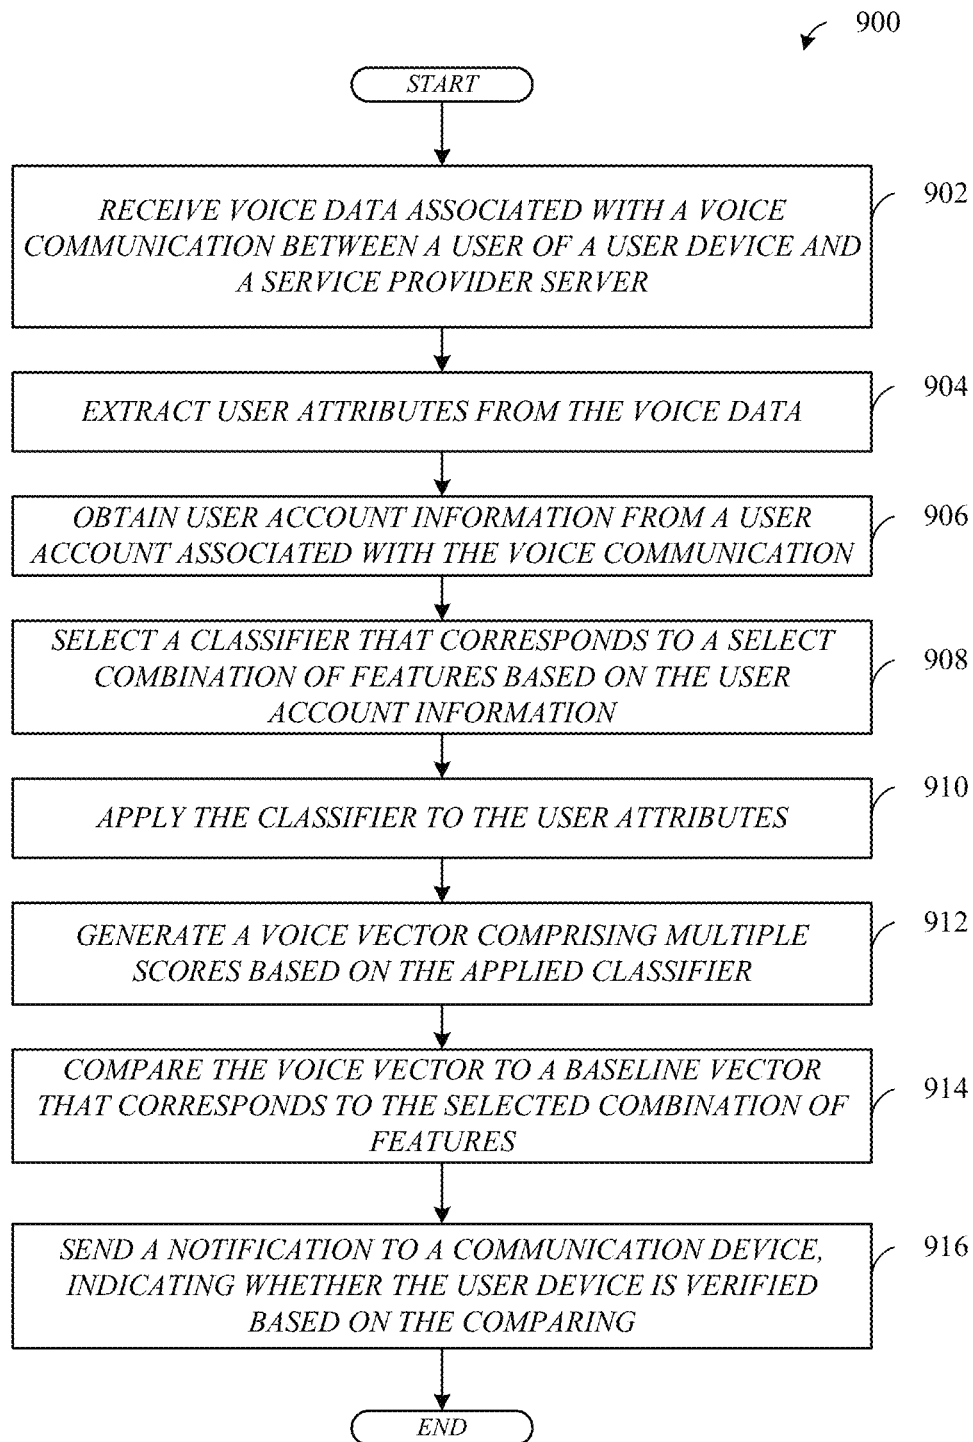 900
START
RECEIVE VOICE DATA ASSOCIATED WITH A VOICE
COMMUNICATION BETWEEN A USER OF A USER DEVICE AND
A SERVICE PROVIDER SERVER
902
EXTRACT USER ATTRIBUTES FROM THE VOICE DATA
904
OBTAIN USER ACCOUNT INFORMATION FROM A USER
ACCOUNT ASSOCIATED WITH THE VOICE COMMUNICATION
906
SELECT A CLASSIFIER THAT CORRESPONDS TO A SELECT
COMBINATION OF FEATURES BASED ON THE USER
ACCOUNT INFORMATION
908
APPLY THE CLASSIFIER TO THE USER ATTRIBUTES
910
GENERATE A VOICE VECTOR COMPRISING MULTIPLE
SCORES BASED ON THE APPLIED CLASSIFIER
912
COMPARE THE VOICE VECTOR TO A BASELINE VECTOR
THAT CORRESPONDS TO THE SELECTED COMBINATION OF
FEATURES
914
SEND A NOTIFICATION TO A COMMUNICATION DEVICE,
INDICATING WHETHER THE USER DEVICE IS VERIFIED
BASED ON THE COMPARING
916
END